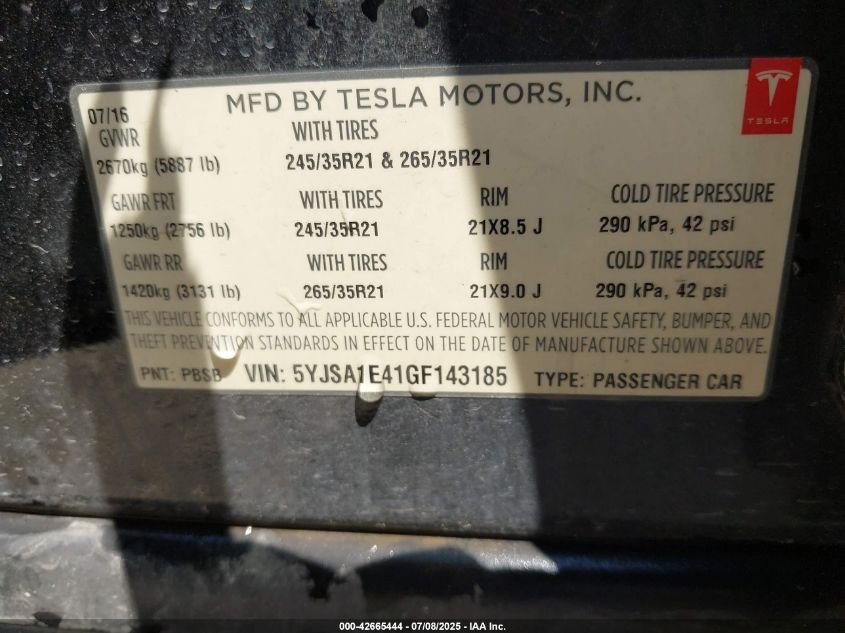 MFD BY TESLA MOTORS, INC.
TESLA
07/16
GVWR WITH TIRES
2670kg (5887 lb) 245/35R21 & 265/35R21
GAWR FRT WITH TIRES RIM COLD TIRE PRESSURE
1250kg (2756 lb) 245/35R21 21X8.5 J 290 kPa, 42 psi
GAWR RR WITH TIRES RIM COLD TIRE PRESSURE
1420kg (3131 lb) 265/35R21 21X9.0 J 290 kPa, 42 psi
THIS VEHICLE CONFORMS TO ALL APPLICABLE U.S. FEDERAL MOTOR VEHICLE SAFETY, BUMPER, AND
THEFT PREVENTION STANDARDS IN EFFECT ON THE DATE OF MANUFACTURE SHOWN ABOVE.
PNT: PBSB VIN: 5YJSA1E41GF143185 TYPE: PASSENGER CAR
000-42665444 - 07/08/2025 - IAA Inc.